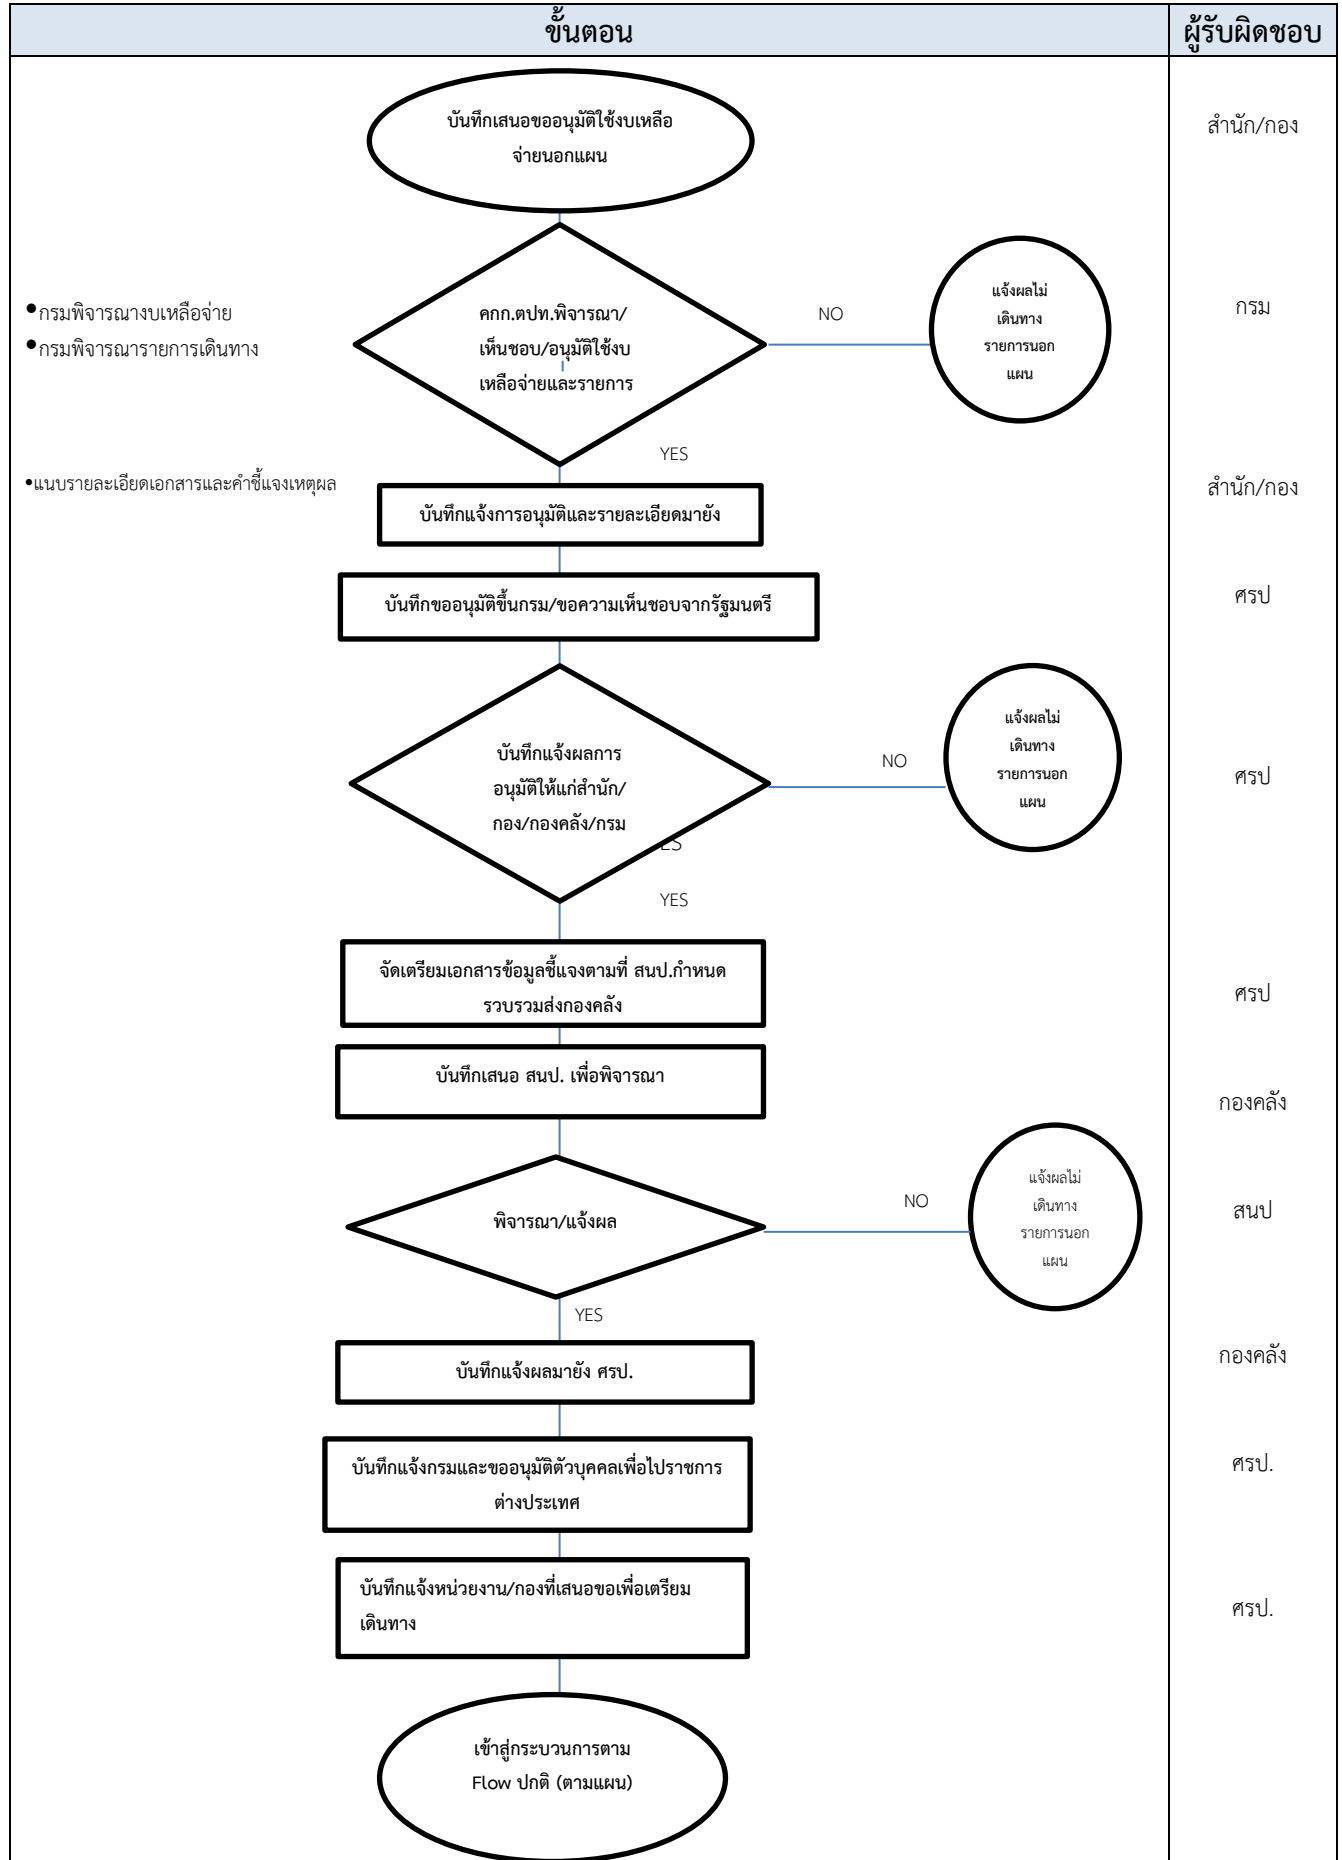 ขั้นตอน
ผู้รับผิดชอบ
บันทึกเสนอขออนุมัติใช้งบเหลือ
จ่ายนอกแผน
สำนัก/กอง
•กรมพิจารณางบเหลือจ่าย
•กรมพิจารณารายการเดินทาง
คกก.ตปท.พิจารณา/
เห็นชอบ/อนุมัติใช้งบ
เหลือจ่ายและรายการ
NO
แจ้งผลไม่
เดินทาง
รายการนอก
แผน
กรม
YES
•แนบรายละเอียดเอกสารและคำชี้แจงเหตุผล
บันทึกแจ้งการอนุมัติและรายละเอียดมายัง
สำนัก/กอง
บันทึกขออนุมัติขึ้นกรม/ขอความเห็นชอบจากรัฐมนตรี
ศรป
บันทึกแจ้งผลการ
อนุมัติให้แก่สำนัก/
กอง/กองคลัง/กรม
NO
แจ้งผลไม่
เดินทาง
รายการนอก
แผน
ศรป
ES
YES
จัดเตรียมเอกสารข้อมูลชี้แจงตามที่ สนป.กำหนด
รวบรวมส่งกองคลัง
ศรป
บันทึกเสนอ สนป. เพื่อพิจารณา
กองคลัง
พิจารณา/แจ้งผล
NO
แจ้งผลไม่
เดินทาง
รายการนอก
แผน
สนป
YES
บันทึกแจ้งผลมายัง ศรป.
กองคลัง
บันทึกแจ้งกรมและขออนุมัติตัวบุคคลเพื่อไปราชการ
ต่างประเทศ
ศรป.
บันทึกแจ้งหน่วยงาน/กองที่เสนอขอเพื่อเตรียม
เดินทาง
ศรป.
เข้าสู่กระบวนการตาม
Flow ปกติ (ตามแผน)